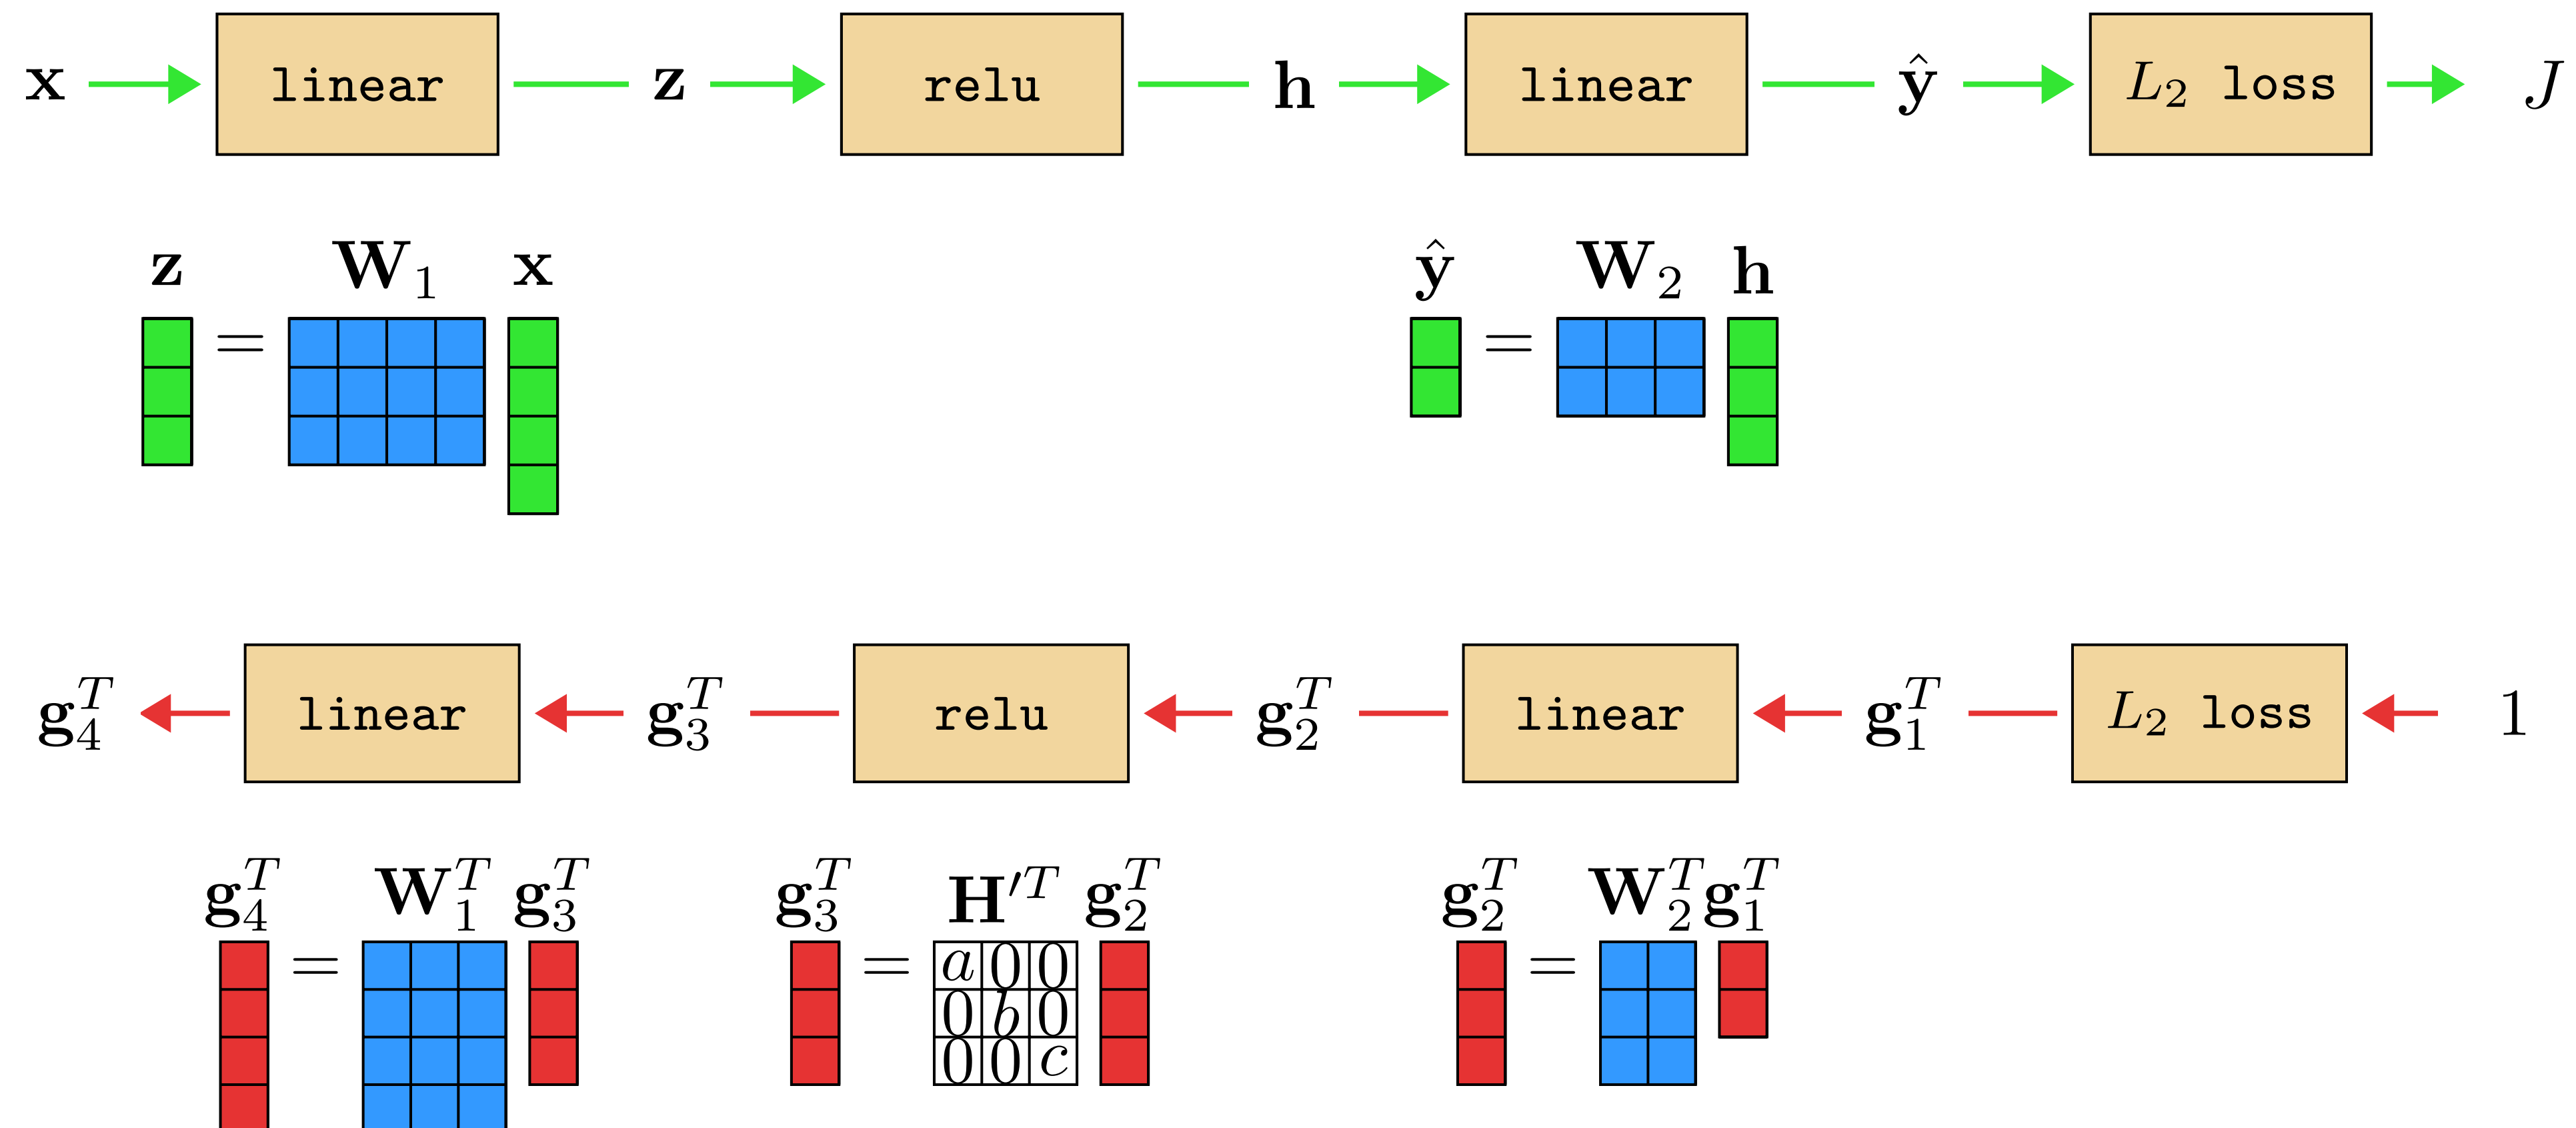 x linear z relu h linear ŷ L₂ loss J
z = W₁ x
ŷ = W₂ h
g₄ᵀ linear g₃ᵀ relu g₂ᵀ linear g₁ᵀ L₂ loss 1
g₄ᵀ = W₁ᵀ g₃ᵀ
g₃ᵀ = H′ᵀ g₂ᵀ
a 0 0
0 b 0
0 0 c
g₂ᵀ = W₂ᵀ g₁ᵀ